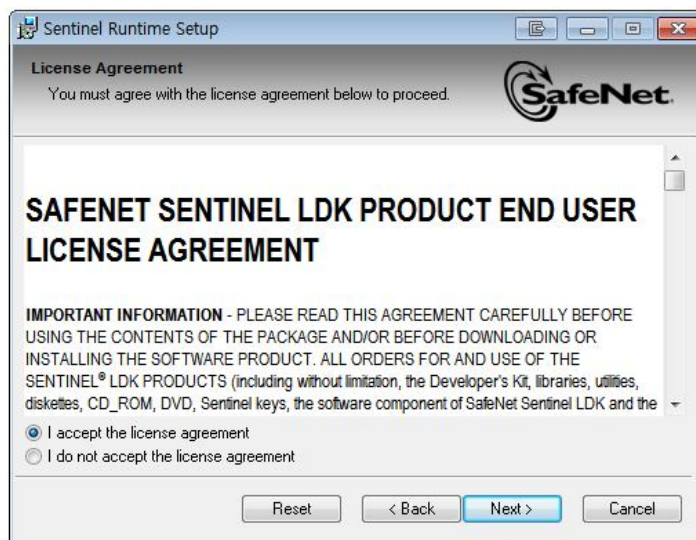 Sentinel Runtime Setup
License Agreement
You must agree with the license agreement below to proceed.
SafeNet.
SAFENET SENTINEL LDK PRODUCT END USER
LICENSE AGREEMENT
IMPORTANT INFORMATION - PLEASE READ THIS AGREEMENT CAREFULLY BEFORE
USING THE CONTENTS OF THE PACKAGE AND/OR BEFORE DOWNLOADING OR
INSTALLING THE SOFTWARE PRODUCT. ALL ORDERS FOR AND USE OF THE
SENTINEL® LDK PRODUCTS (including without limitation, the Developer's Kit, libraries, utilities,
diskettes, CD_ROM, DVD, Sentinel keys, the software component of SafeNet Sentinel LDK and the
I accept the license agreement
I do not accept the license agreement
Reset
< Back
Next >
Cancel